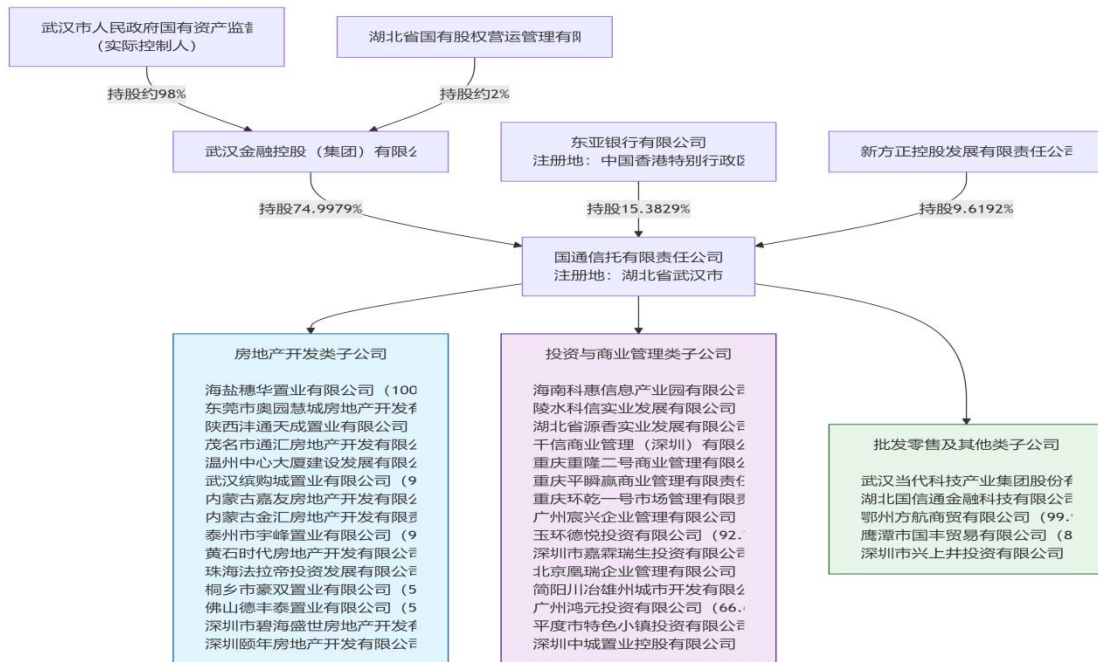 武汉市人民政府国有资产监督
(实际控制人)
湖北省国有股权营运管理有限
持股约98%
持股约2%
武汉金融控股（集团）有限公
东亚银行有限公司
注册地：中国香港特别行政区
新方正控股发展有限责任公司
持股74.9979%
持股15.3829%
持股9.6192%
国通信托有限责任公司
注册地：湖北省武汉市
房地产开发类子公司
海盐穗华置业有限公司（100
东莞市奥园慧城房地产开发有
陕西沣通天成置业有限公司
茂名市通汇房地产开发有限公
温州中心大厦建设发展有限公
武汉缤购城置业有限公司（9
内蒙古嘉友房地产开发有限公
内蒙古金汇房地产开发有限责
泰州市宇峰置业有限公司（9
黄石时代房地产开发有限公司
珠海法拉帝投资发展有限公司
桐乡市豪双置业有限公司（5
佛山德丰泰置业有限公司（5
深圳市碧海盛世房地产开发有
深圳颐年房地产开发有限公司
投资与商业管理类子公司
海南科惠信息产业园有限公司
陵水科信实业发展有限公司
湖北省源香实业发展有限公司
千信商业管理（深圳）有限公
重庆重隆二号商业管理有限公
重庆平瞬赢商业管理有限责任
重庆环乾一号市场管理有限责
广州宸兴企业管理有限公司
玉环德悦投资有限公司（92.
深圳市嘉霖瑞生投资有限公司
北京凰瑞企业管理有限公司
简阳川冶雄州城市开发有限公
广州鸿元投资有限公司（66.
平度市特色小镇投资有限公司
深圳中城置业控股有限公司
批发零售及其他类子公司
武汉当代科技产业集团股份有
湖北国信通金融科技有限公司
鄂州方航商贸有限公司（99.
鹰潭市国丰贸易有限公司（8
深圳市兴上井投资有限公司